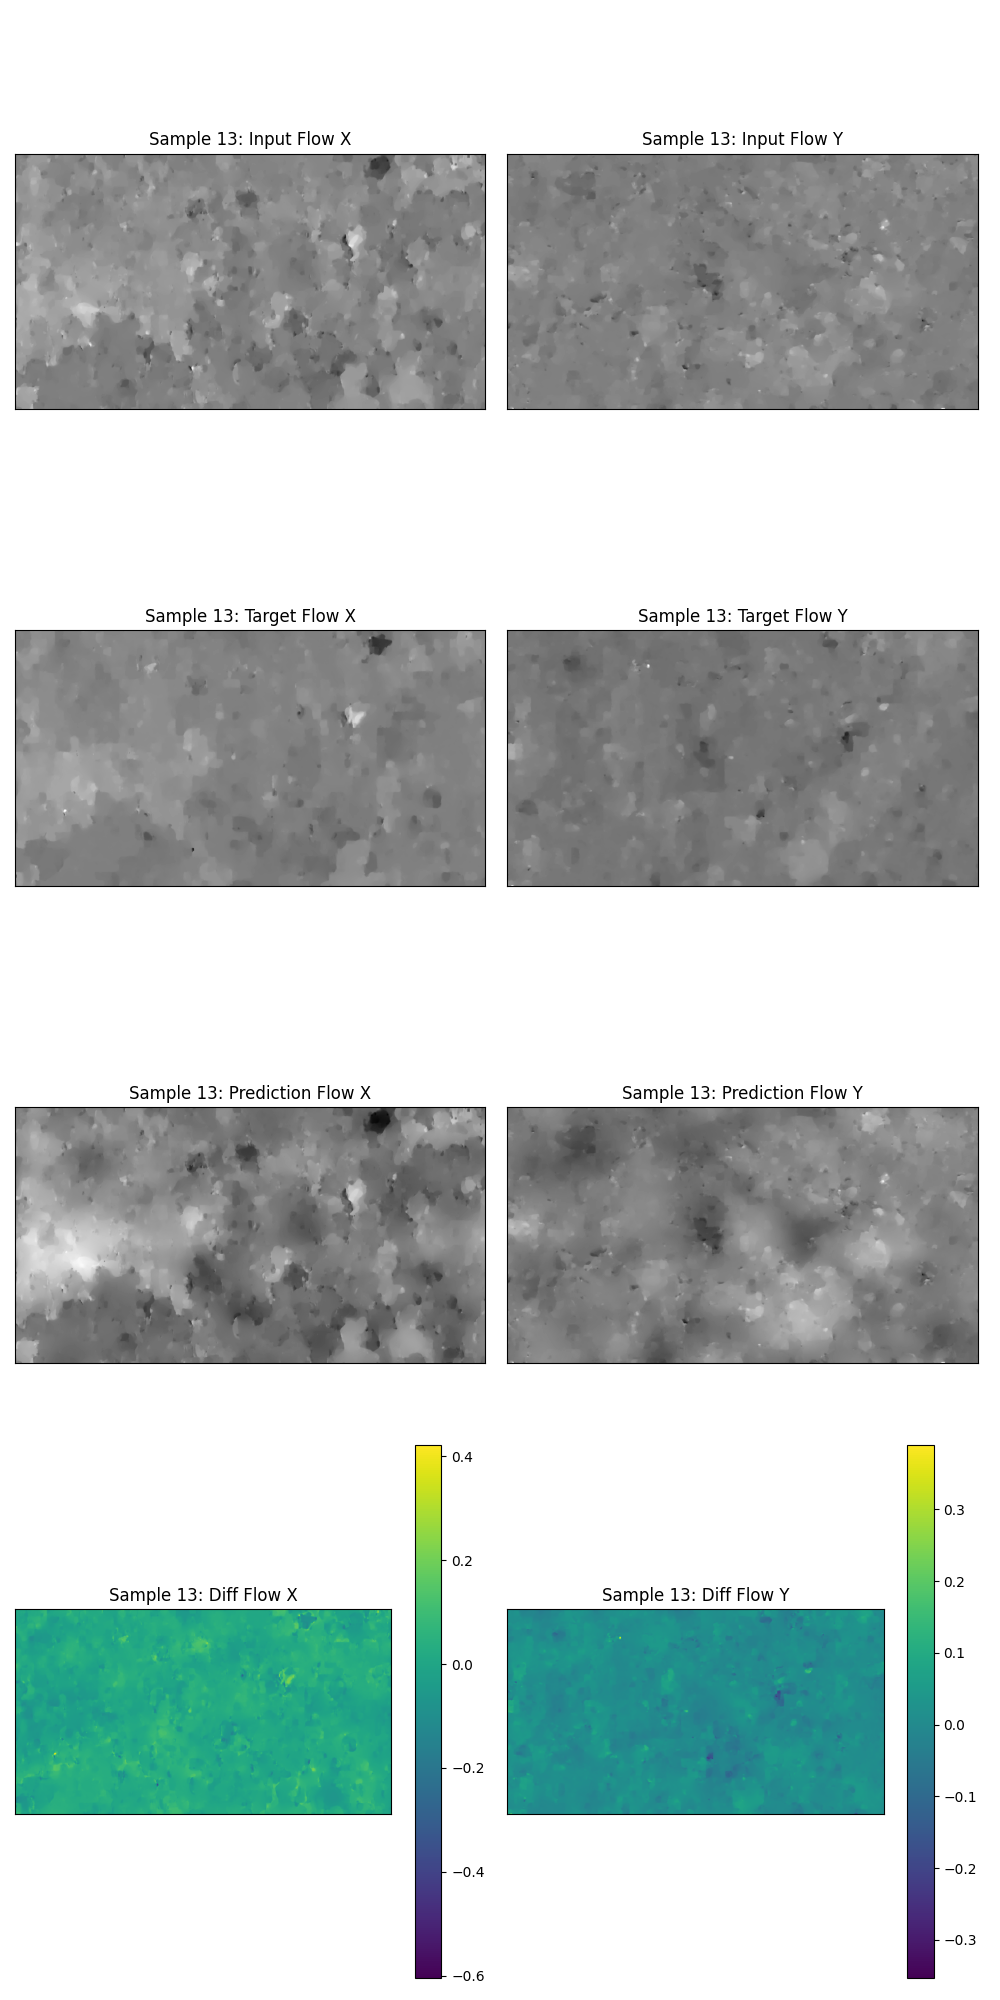 Sample 13: Input Flow X
Sample 13: Input Flow Y
Sample 13: Target Flow X
Sample 13: Target Flow Y
Sample 13: Prediction Flow X
Sample 13: Prediction Flow Y
Sample 13: Diff Flow X
0.4
0.2
0.0
−0.2
−0.4
−0.6
Sample 13: Diff Flow Y
0.3
0.2
0.1
0.0
−0.1
−0.2
−0.3